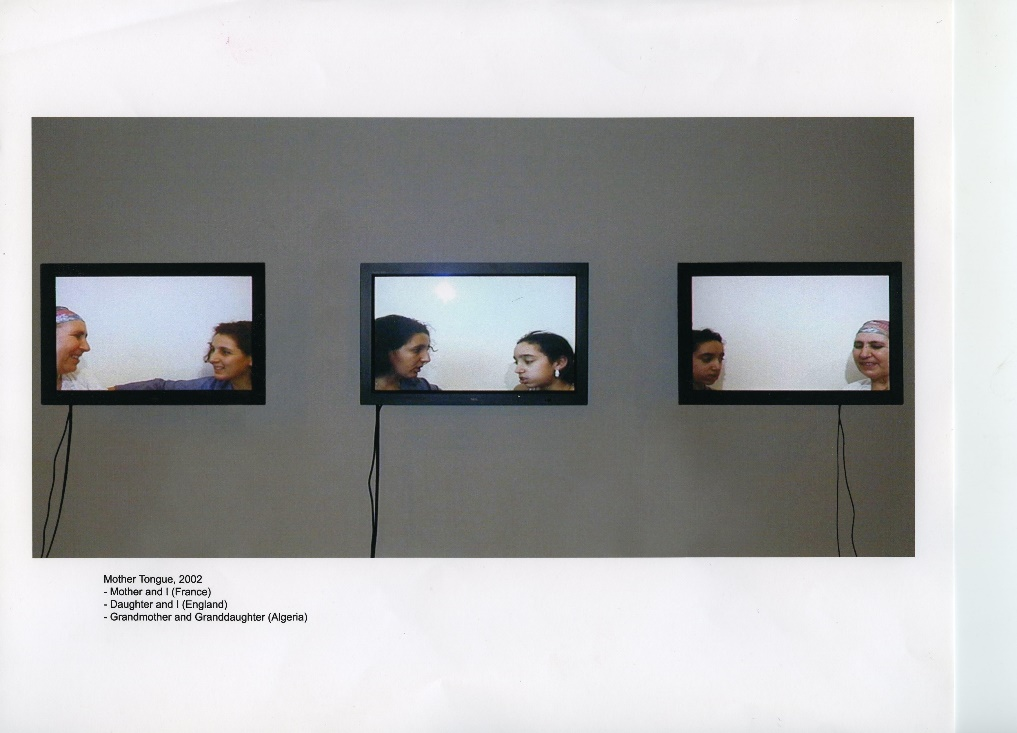 Mother Tongue, 2002
- Mother and I (France)
- Daughter and I (England)
- Grandmother and Granddaughter (Algeria)